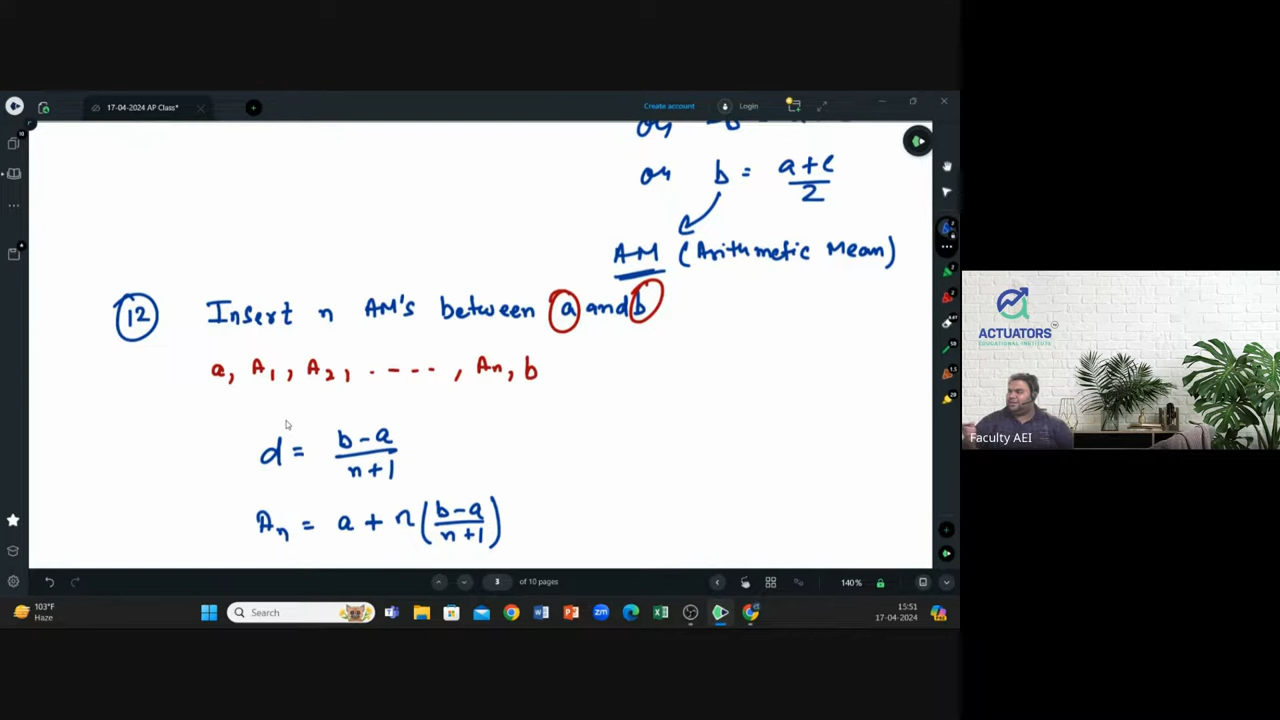 17-04-2024 AP Class*
Create account
Login
or
or b = a+c/2
AM (Arithmetic Mean)
12 Insert n AM's between a and b
a, A1, A2, ....., An, b
d = b-a/n+1
An = a + n(b-a/n+1)
ACTUATORS
EDUCATIONAL INSTITUTE
Faculty AEI
3 of 10 pages
140%
103°F
Haze
Search
15:51
17-04-2024